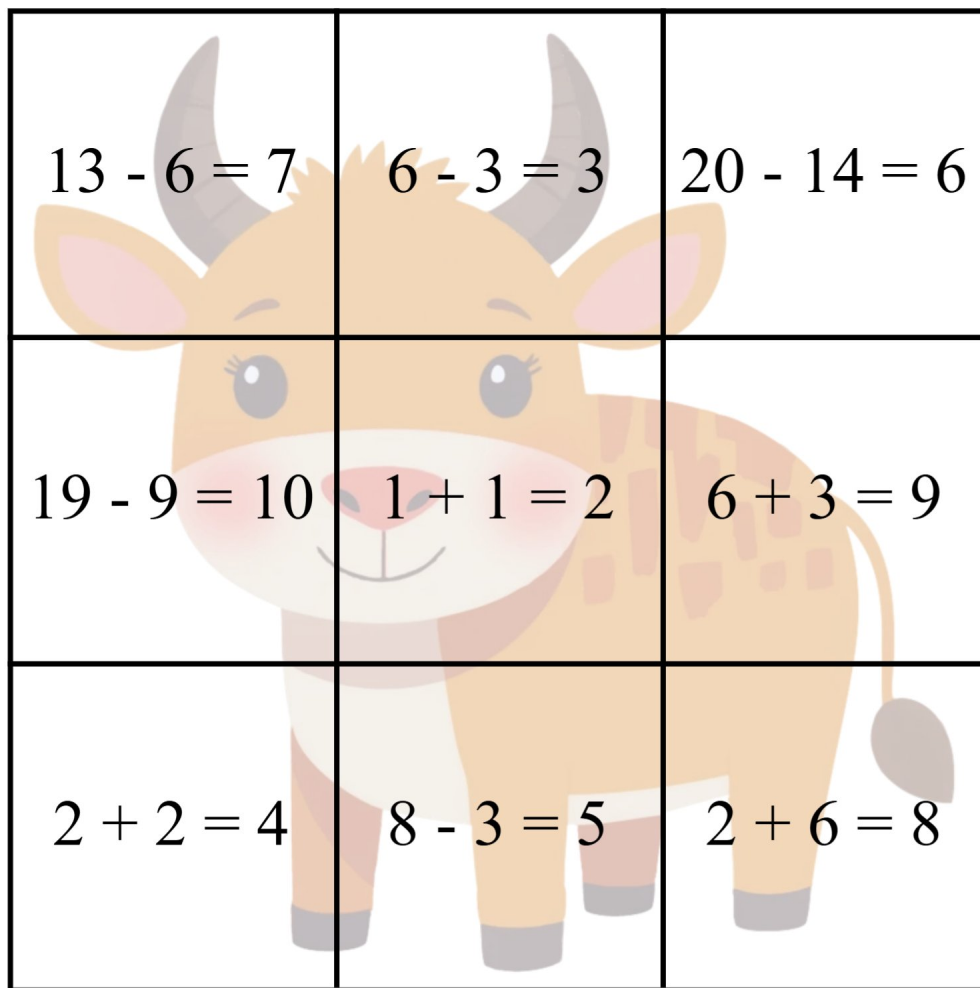 13 - 6 = 7
6 - 3 = 3
20 - 14 = 6
19 - 9 = 10
1 + 1 = 2
6 + 3 = 9
2 + 2 = 4
8 - 3 = 5
2 + 6 = 8